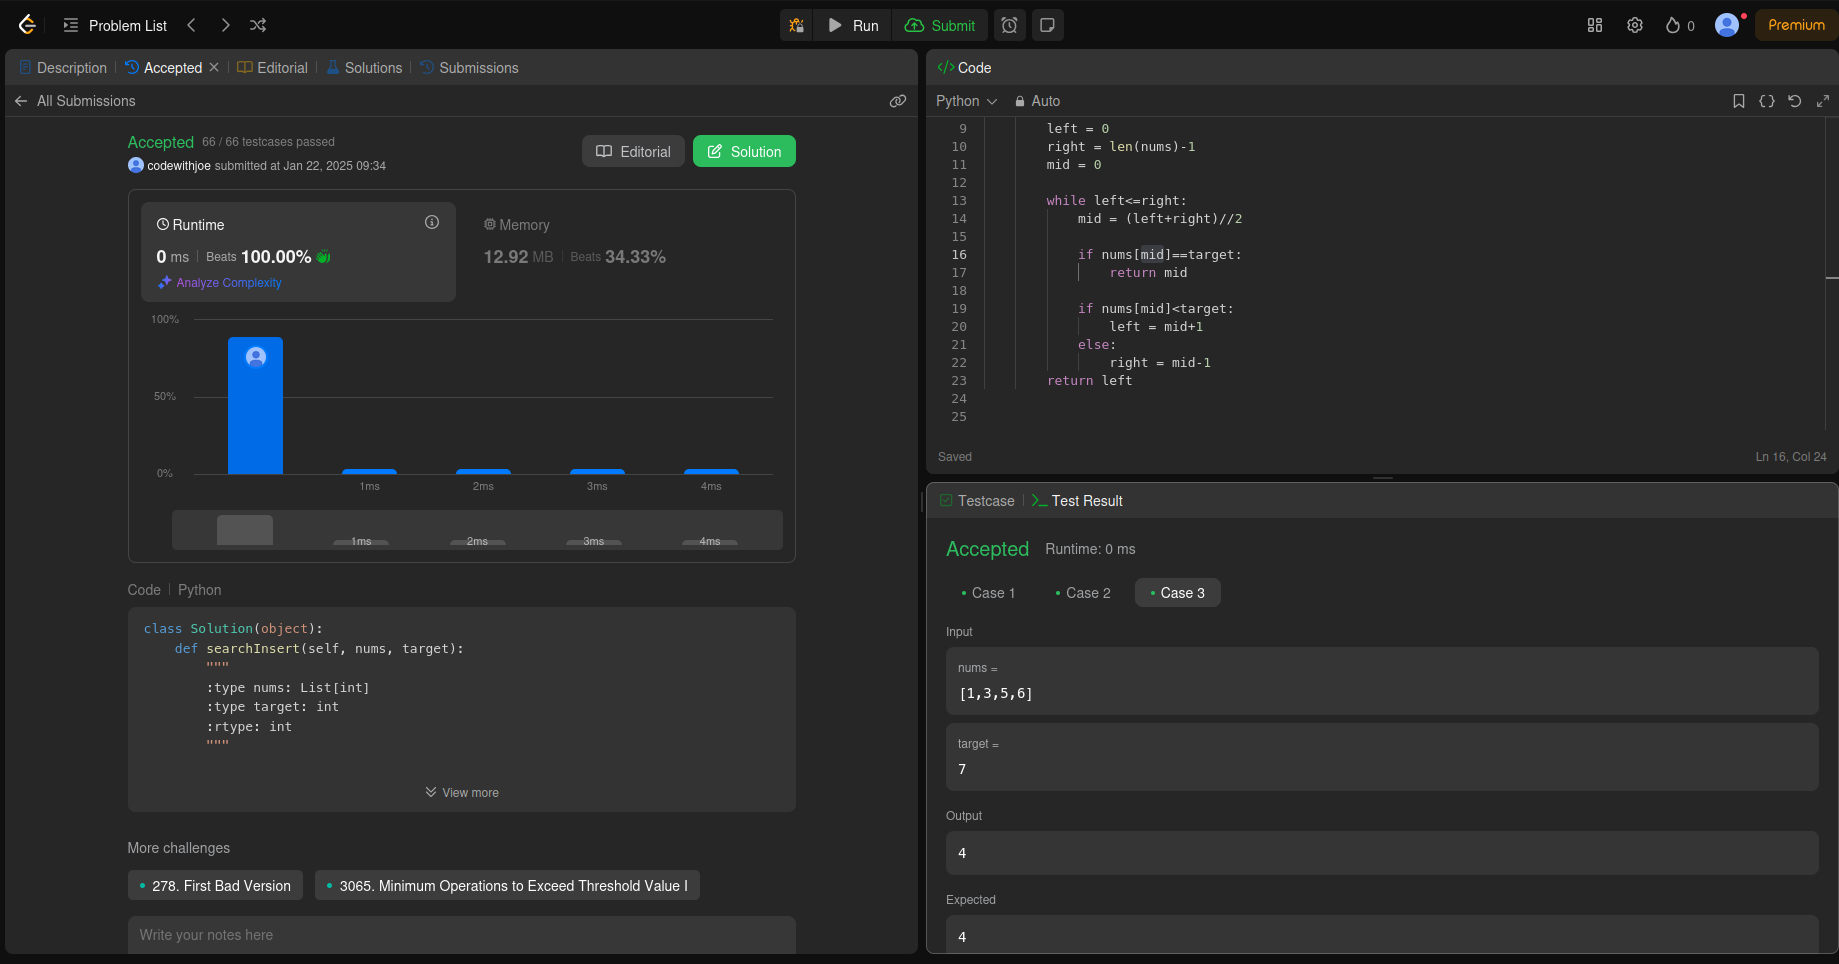 Problem List
Run
Submit
0
Premium
Description
Accepted
Editorial
Solutions
Submissions
All Submissions
Accepted 66 / 66 testcases passed
codewithjoe submitted at Jan 22, 2025 09:34
Editorial
Solution
Runtime
0 ms | Beats 100.00%
Analyze Complexity
Memory
12.92 MB | Beats 34.33%
100%
50%
0%
1ms 2ms 3ms 4ms
1ms 2ms 3ms 4ms
Code | Python
class Solution(object):
    def searchInsert(self, nums, target):
        """
        :type nums: List[int]
        :type target: int
        :rtype: int
        """
View more
More challenges
278. First Bad Version
3065. Minimum Operations to Exceed Threshold Value I
Write your notes here
</> Code
Python
Auto
9         left = 0
10         right = len(nums)-1
11         mid = 0
12
13         while left<=right:
14             mid = (left+right)//2
15
16             if nums[mid]==target:
17                 return mid
18
19             if nums[mid]<target:
20                 left = mid+1
21             else:
22                 right = mid-1
23         return left
24
25
Saved
Ln 16, Col 24
Testcase
Test Result
Accepted Runtime: 0 ms
Case 1
Case 2
Case 3
Input
nums =
[1,3,5,6]
target =
7
Output
4
Expected
4